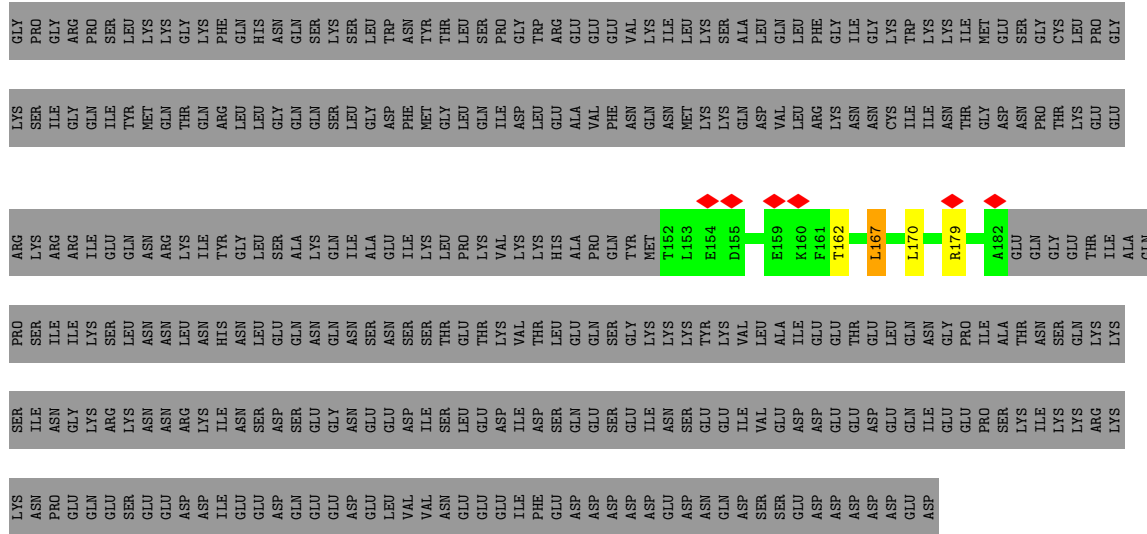 GLY PRO GLY ARG PRO SER LEU LYS LYS GLY LYS PHE GLN HIS ASN GLN SER LYS SER LEU TRP ASN TYR THR LEU SER PRO GLY TRP ARG GLU GLU GLU VAL LYS ILE LEU LYS SER ALA LEU GLN LEU PHE GLY ILE GLY LYS TRP LYS LYS ILE MET GLU SER GLY CYS LEU PRO GLY
LYS SER ILE GLY GLN ILE TYR MET GLN THR GLN ARG LEU LEU GLY GLN GLN SER LEU GLY ASP PHE MET GLY LEU GLN ILE ASP LEU GLU ALA VAL PHE ASN GLN ASN MET LYS LYS GLN ASP VAL LEU ARG LYS ASN ASN CYS ILE ILE ASN THR GLY ASP ASN PRO THR LYS GLU GLU
ARG LYS ARG ARG ILE GLU GLN ASN ARG LYS ILE TYR GLY LEU SER ALA LYS GLN ILE ALA GLU ILE LYS LEU PRO LYS VAL LYS LYS HIS ALA PRO GLN TYR MET T152 L153 E154 D155 E159 K160 F161 T162 L167 L170 R179 A182 GLU GLN GLY GLU THR ILE ALA GLN
PRO SER ILE ILE LYS SER LEU ASN ASN LEU ASN HIS ASN LEU GLU GLN ASN GLN ASN SER ASN SER SER THR GLU THR LYS VAL THR LEU GLU GLN SER GLY LYS LYS LYS TYR LYS VAL LEU ALA ILE GLU GLU THR GLU LEU GLN ASN GLY PRO ILE ALA THR ASN SER GLN LYS LYS
SER ILE ASN GLY LYS ARG LYS ASN ASN ARG LYS ILE ASN SER ASP SER GLU GLY ASN GLU GLU ASP ILE SER LEU GLU ASP ILE ASP SER GLN GLU SER GLU ILE ASN SER GLU GLU ILE VAL GLU ASP ASP GLU GLU ASP GLU GLN ILE GLU GLU PRO SER LYS ILE LYS LYS ARG LYS
LYS ASN PRO GLU GLN GLU SER GLU GLU ASP ASP ILE GLU GLU ASP GLN GLU GLU ASP GLU LEU VAL VAL ASN GLU GLU GLU ILE PHE GLU ASP ASP ASP ASP ASP GLU ASP ASP ASN GLN ASP SER SER GLU ASP ASP ASP ASP ASP GLU ASP